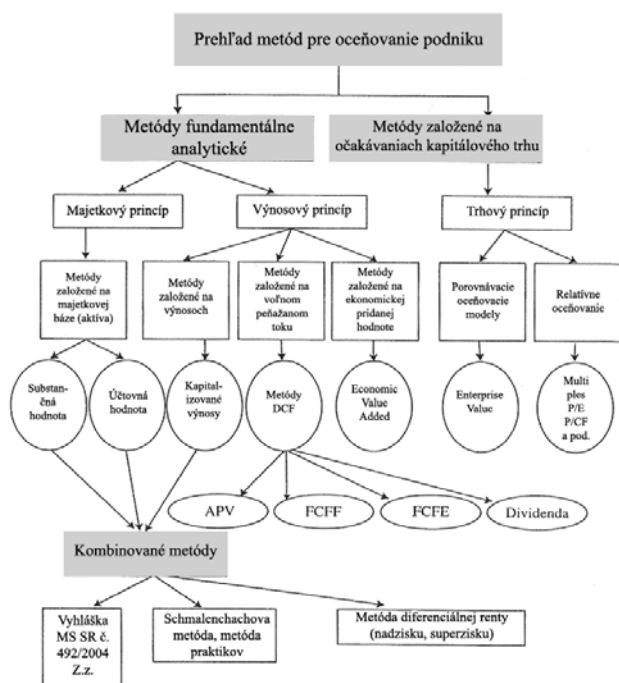 Prehľad metód pre oceňovanie podniku
Metódy fundamentálne
analytické
Metódy založené na
očakávaniach kapitálového trhu
Majetkový princíp
Výnosový princíp
Trhový princíp
Metódy
založené na
majetkovej
báze (aktíva)
Metódy
založené na
výnosoch
Metódy
založené na
voľnom
peňažanom
toku
Metódy
založené na
ekonomickej
pridanej
hodnote
Porovnávacie
oceňovacie
modely
Relatívne
oceňovanie
Substan-
čná
hodnota
Účtovná
hodnota
Kapital-
izované
výnosy
Metódy
DCF
Economic
Value
Added
Enterprise
Value
Multi
ples
P/E
P/CF
a pod.
APV
FCFF
FCFE
Dividenda
Kombinované metódy
Vyhláška
MS SR č.
492/2004
Z.z.
Schmalenchachova
metóda, metóda
praktikov
Metóda diferenciálnej renty
(nadzisku, superzisku)